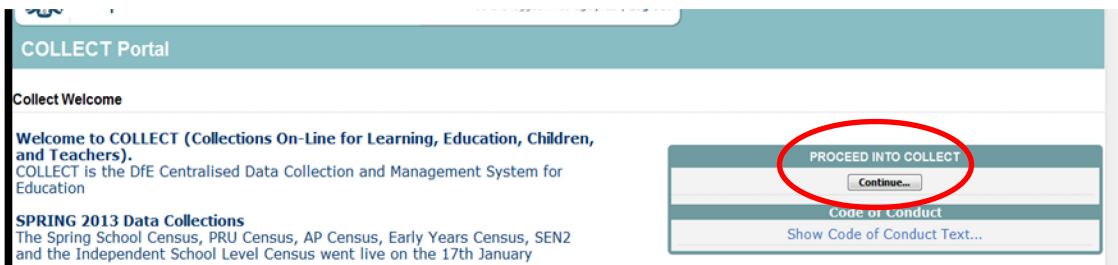 COLLECT Portal
Collect Welcome
Welcome to COLLECT (Collections On-Line for Learning, Education, Children,
and Teachers).
COLLECT is the DfE Centralised Data Collection and Management System for
Education
SPRING 2013 Data Collections
The Spring School Census, PRU Census, AP Census, Early Years Census, SEN2
and the Independent School Level Census went live on the 17th January
PROCEED INTO COLLECT
Continue...
Code of Conduct
Show Code of Conduct Text...